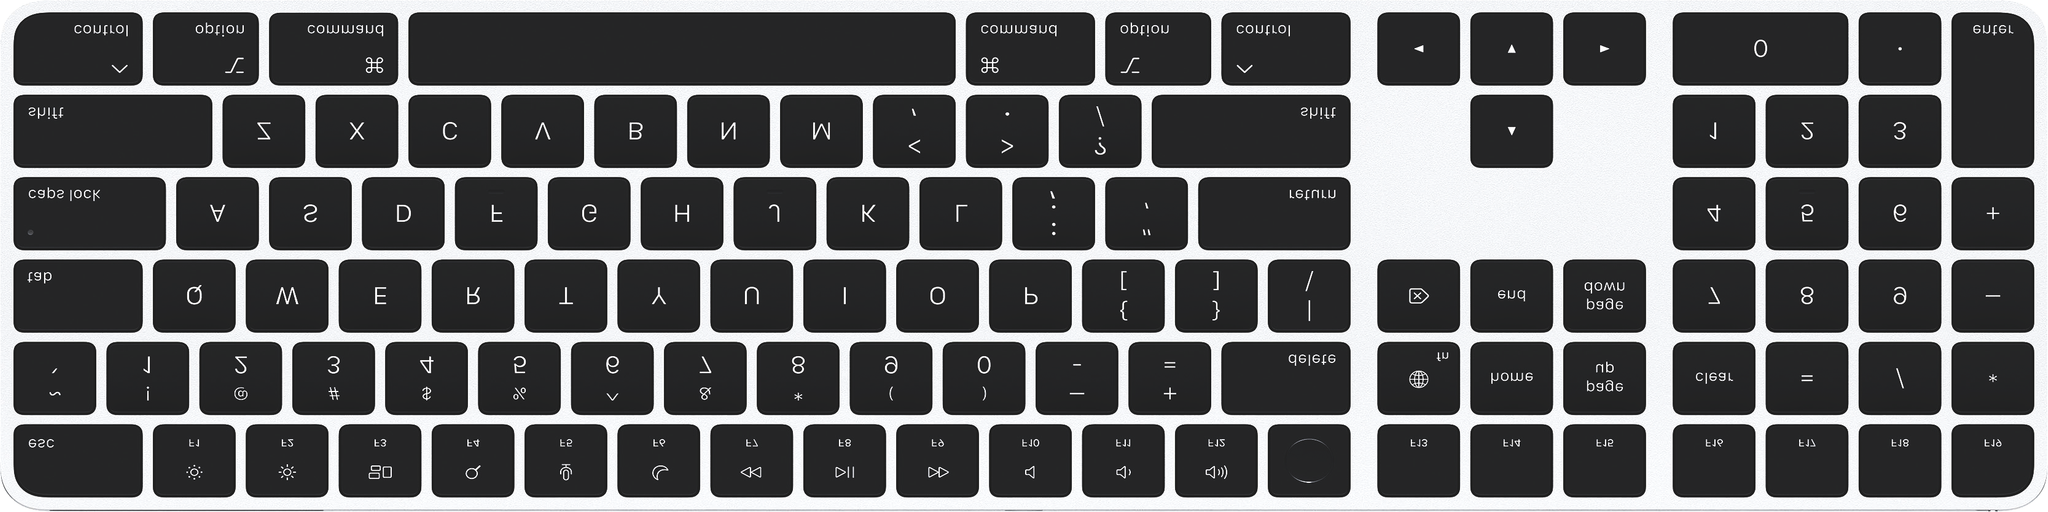 control option command ⌘ command ⌘ option control 0 . enter
shift Z X C V B N M , < . > / ? shift 1 2 3
caps lock A S D F G H J K L ; : ' " return 4 5 6 +
tab Q W E R T Y U I O P [ { ] } \ | end page down 7 8 9 -
` ~ 1 ! 2 @ 3 # 4 $ 5 % 6 ^ 7 & 8 * 9 ( 0 ) - _ = + delete fn home page up clear = / *
esc F1 F2 F3 F4 F5 F6 F7 F8 F9 F10 F11 F12 F13 F14 F15 F16 F17 F18 F19